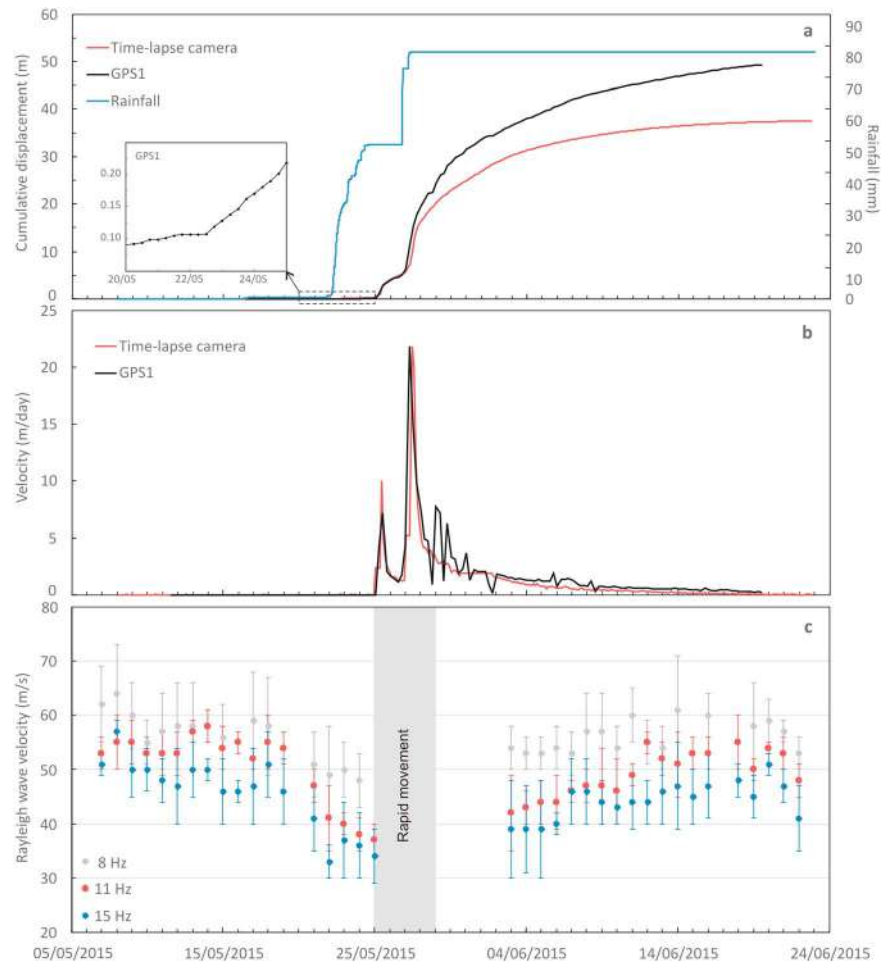 60
50
40
30
20
10
0
Cumulative displacement (m)
Time-lapse camera
GPS1
Rainfall
a
90
80
70
60
50
40
30
20
10
0
Rainfall (mm)
GPS1
0.20
0.15
0.10
20/05 22/05 24/05
25
20
15
10
5
0
Velocity (m/day)
Time-lapse camera
GPS1
b
80
70
60
50
40
30
20
Rayleigh wave velocity (m/s)
c
Rapid movement
8 Hz
11 Hz
15 Hz
05/05/2015 15/05/2015 25/05/2015 04/06/2015 14/06/2015 24/06/2015